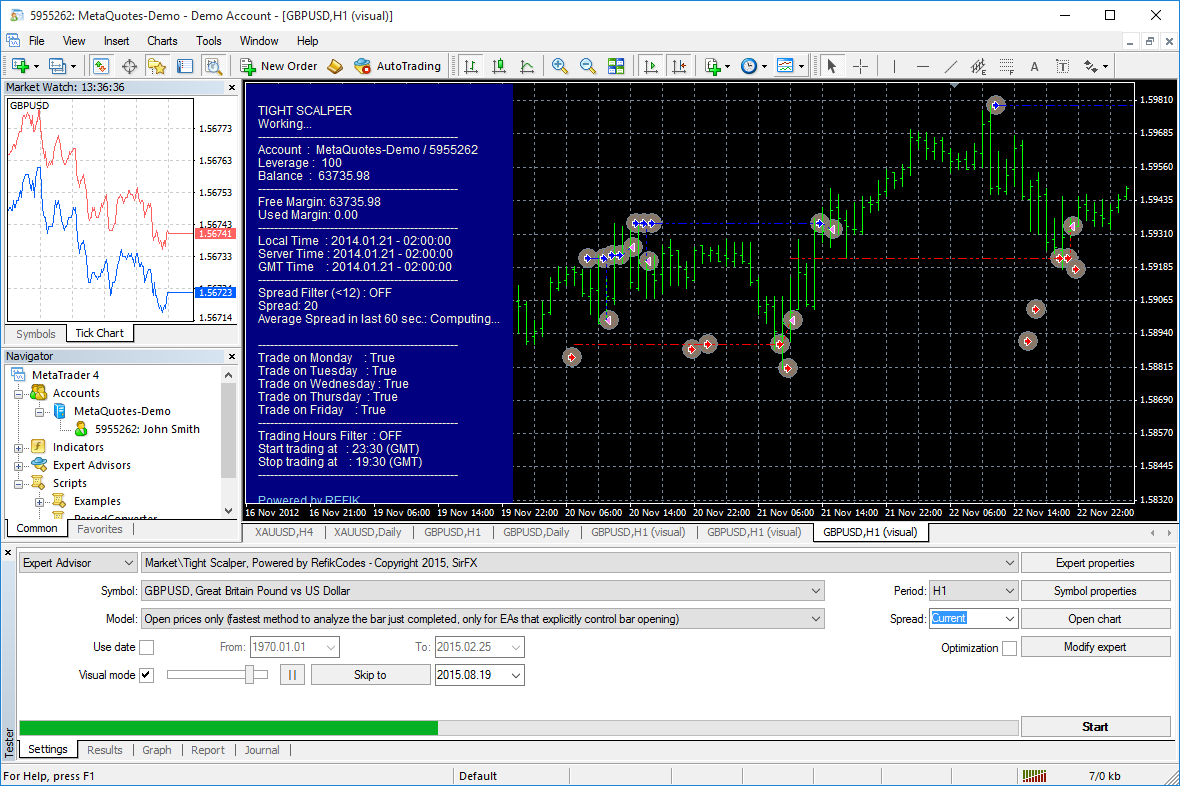 5955262: MetaQuotes-Demo - Demo Account - [GBPUSD,H1 (visual)]
File View Insert Charts Tools Window Help
New Order AutoTrading A T
Market Watch: 13:36:36
GBPUSD
1.56773
1.56763
1.56753
1.56743
1.56741
1.56733
1.56723
1.56714
Symbols Tick Chart
Navigator
MetaTrader 4
Accounts
MetaQuotes-Demo
5955262: John Smith
Indicators
Expert Advisors
Scripts
Examples
PeriodConverter
Common Favorites
TIGHT SCALPER
Working...
Account : MetaQuotes-Demo / 5955262
Leverage : 100
Balance : 63735.98
Free Margin: 63735.98
Used Margin: 0.00
Local Time : 2014.01.21 - 02:00:00
Server Time : 2014.01.21 - 02:00:00
GMT Time : 2014.01.21 - 02:00:00
Spread Filter (<12) : OFF
Spread: 20
Average Spread in last 60 sec.: Computing...
Trade on Monday : True
Trade on Tuesday : True
Trade on Wednesday : True
Trade on Thursday : True
Trade on Friday : True
Trading Hours Filter : OFF
Start trading at : 23:30 (GMT)
Stop trading at : 19:30 (GMT)
Powered by REFIK
1.59810
1.59685
1.59560
1.59435
1.59310
1.59185
1.59065
1.58940
1.58815
1.58690
1.58570
1.58445
1.58320
16 Nov 2012 16 Nov 21:00 19 Nov 06:00 19 Nov 14:00 19 Nov 22:00 20 Nov 06:00 20 Nov 14:00 20 Nov 22:00 21 Nov 06:00 21 Nov 14:00 21 Nov 22:00 22 Nov 06:00 22 Nov 14:00 22 Nov 22:00
XAUUSD,H4 XAUUSD,Daily GBPUSD,H1 GBPUSD,Daily GBPUSD,H1 (visual) GBPUSD,H1 (visual) GBPUSD,H1 (visual)
Expert Advisor Market\Tight Scalper, Powered by RefikCodes - Copyright 2015, SirFX Expert properties
Symbol: GBPUSD, Great Britain Pound vs US Dollar Period: H1 Symbol properties
Model: Open prices only (fastest method to analyze the bar just completed, only for EAs that explicitly control bar opening) Spread: Current Open chart
Use date From: 1970.01.01 To: 2015.02.25 Optimization Modify expert
Visual mode Skip to 2015.08.19
Start
Tester
Settings Results Graph Report Journal
For Help, press F1 Default 7/0 kb